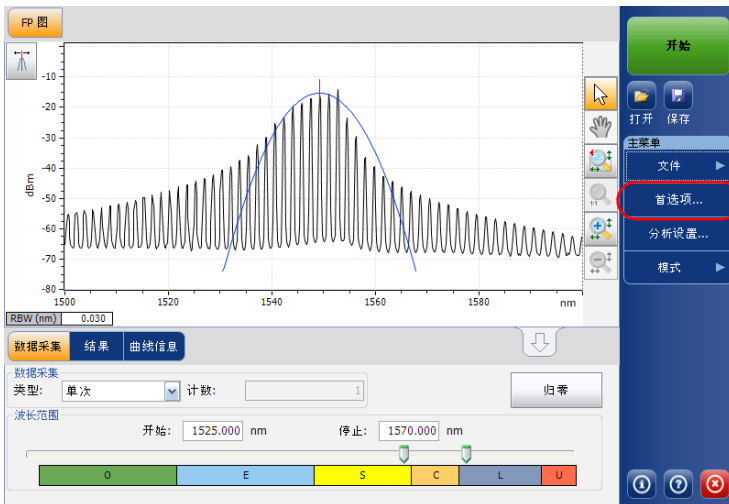 FP 图
开始
打开 保存
主菜单
文件
首选项...
分析设置...
模式
dBm
-10
-20
-30
-40
-50
-60
-70
-80
1500 1520 1540 1560 1580 nm
RBW (nm) 0.030
1:1
数据采集 结果 曲线信息
数据采集
类型: 单次 计数: 1
归零
波长范围
开始: 1525.000 nm 停止: 1570.000 nm
O E S C L U